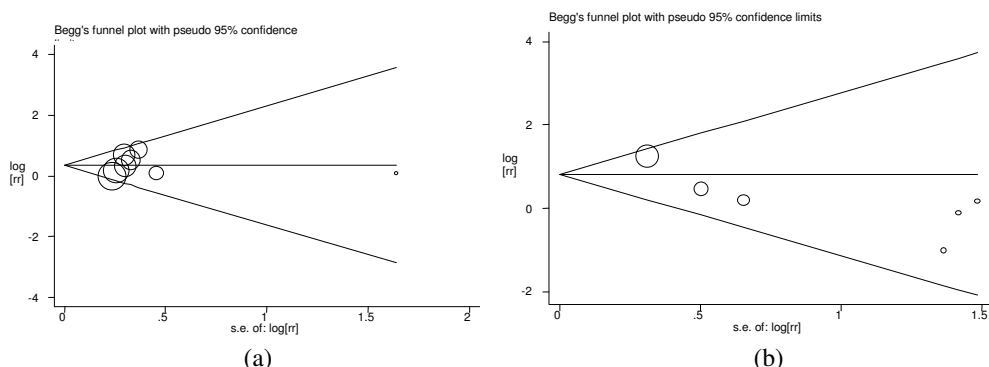 Begg's funnel plot with pseudo 95% confidence
4
2
log
[rr]
0
-2
-4
0
.5
1
1.5
2
s.e. of: log[rr]
(a)
Begg's funnel plot with pseudo 95% confidence limits
4
2
log
[rr]
0
-2
0
.5
1
1.5
s.e. of: log[rr]
(b)